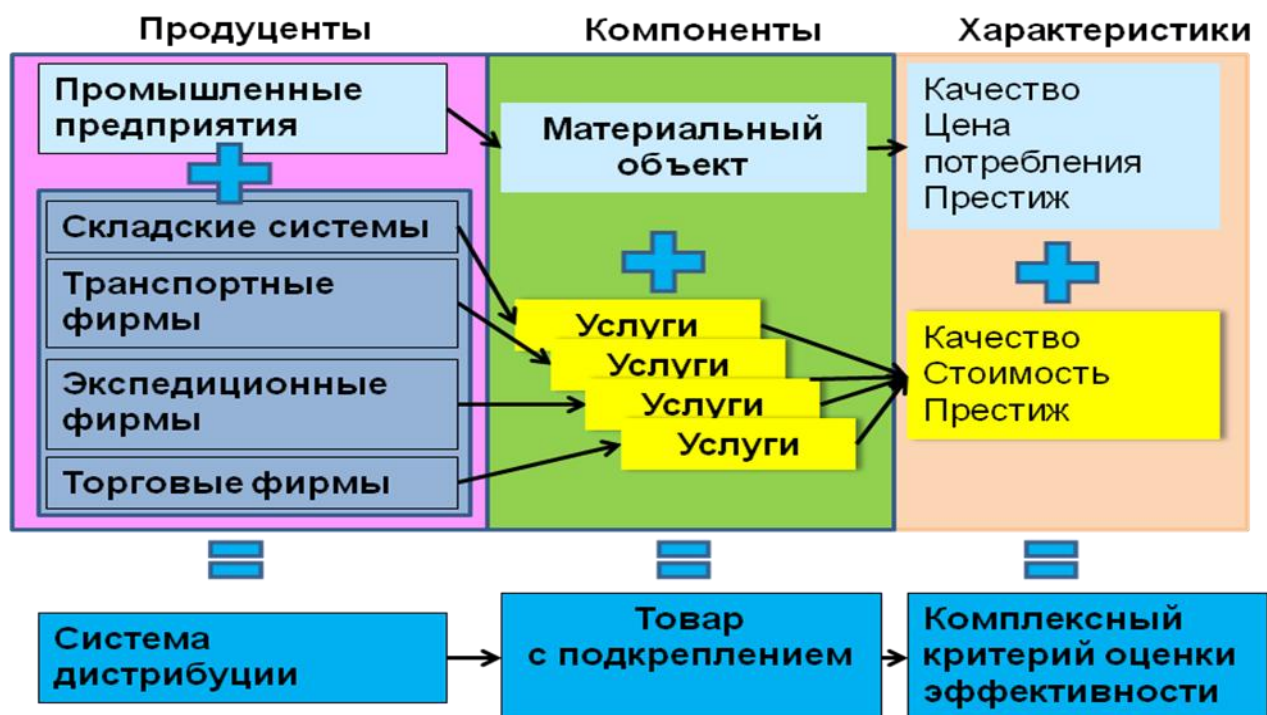 Продуценты
Компоненты
Характеристики
Промышленные
предприятия
Складские системы
Транспортные
фирмы
Экспедиционные
фирмы
Торговые фирмы
Материальный
объект
Услуги
Услуги
Услуги
Услуги
Качество
Цена
потребления
Престиж
Качество
Стоимость
Престиж
Система
дистрибуции
Товар
с подкреплением
Комплексный
критерий оценки
эффективности